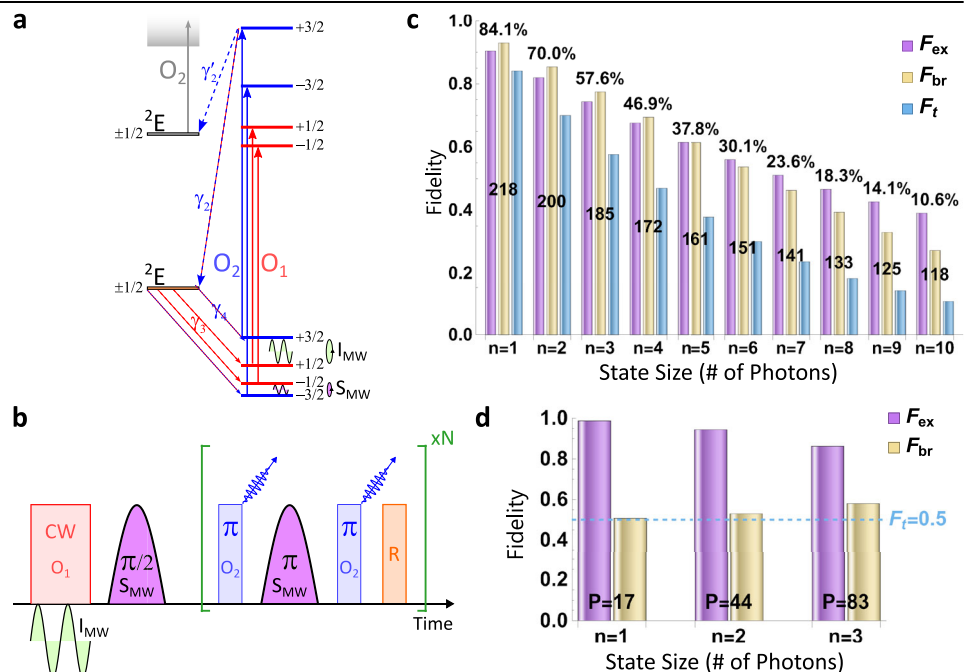 a
+3/2
O2
γ2′
−3/2
2E
±1/2
+1/2
−1/2
γ2
O2
O1
2E
±1/2
γ4
γ3
+3/2
IMW
+1/2
−1/2
SMW
−3/2
b
xN
CW
O1
π/2
SMW
π
O2
π
SMW
π
O2
R
Time
IMW
c
1.0
0.8
0.6
0.4
0.2
0.0
Fidelity
84.1%
70.0%
57.6%
46.9%
37.8%
30.1%
23.6%
18.3%
14.1%
10.6%
218
200
185
172
161
151
141
133
125
118
Fex
Fbr
Ft
n=1 n=2 n=3 n=4 n=5 n=6 n=7 n=8 n=9 n=10
State Size (# of Photons)
d
Fex
Fbr
1.0
0.8
0.6
0.4
0.2
0.0
Fidelity
Ft=0.5
P=17 P=44 P=83
n=1 n=2 n=3
State Size (# of Photons)